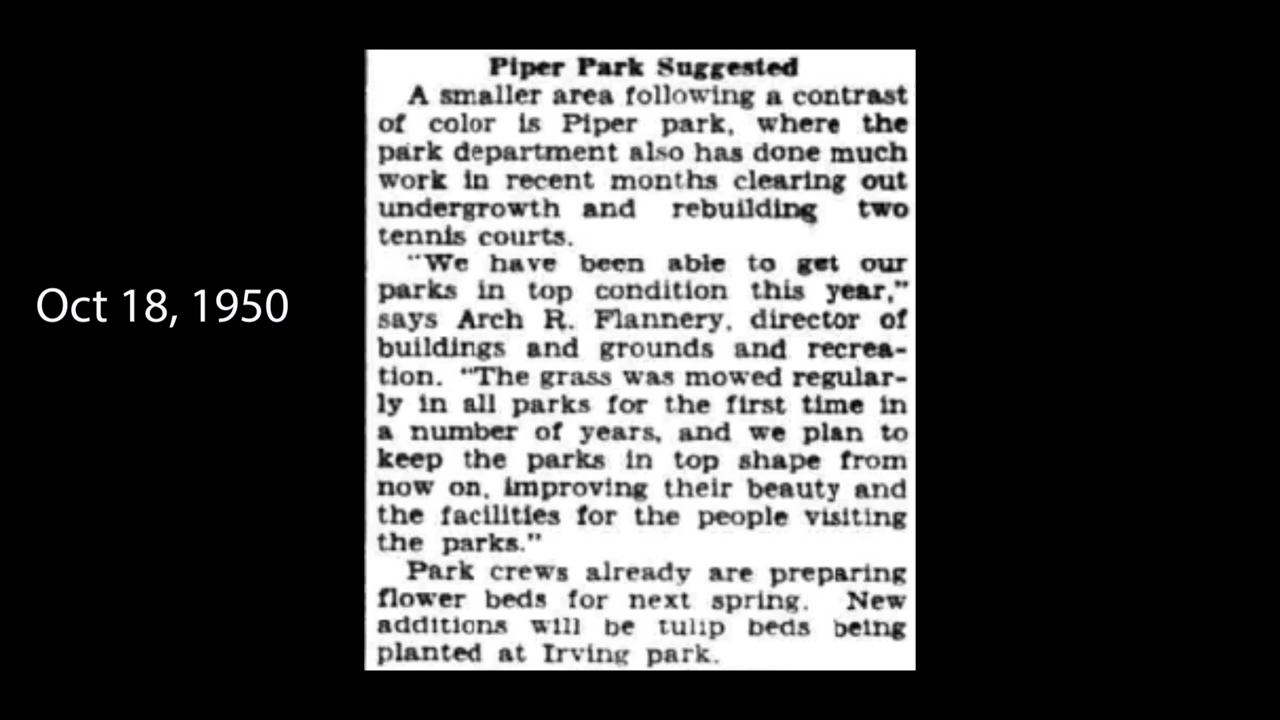 Oct 18, 1950
Piper Park Suggested
A smaller area following a contrast
of color is Piper park, where the
park department also has done much
work in recent months clearing out
undergrowth and rebuilding two
tennis courts.
"We have been able to get our
parks in top condition this year,"
says Arch R. Flannery, director of
buildings and grounds and recrea-
tion. "The grass was mowed regular-
ly in all parks for the first time in
a number of years, and we plan to
keep the parks in top shape from
now on, improving their beauty and
the facilities for the people visiting
the parks."
Park crews already are preparing
flower beds for next spring. New
additions will be tulip beds being
planted at Irving park.